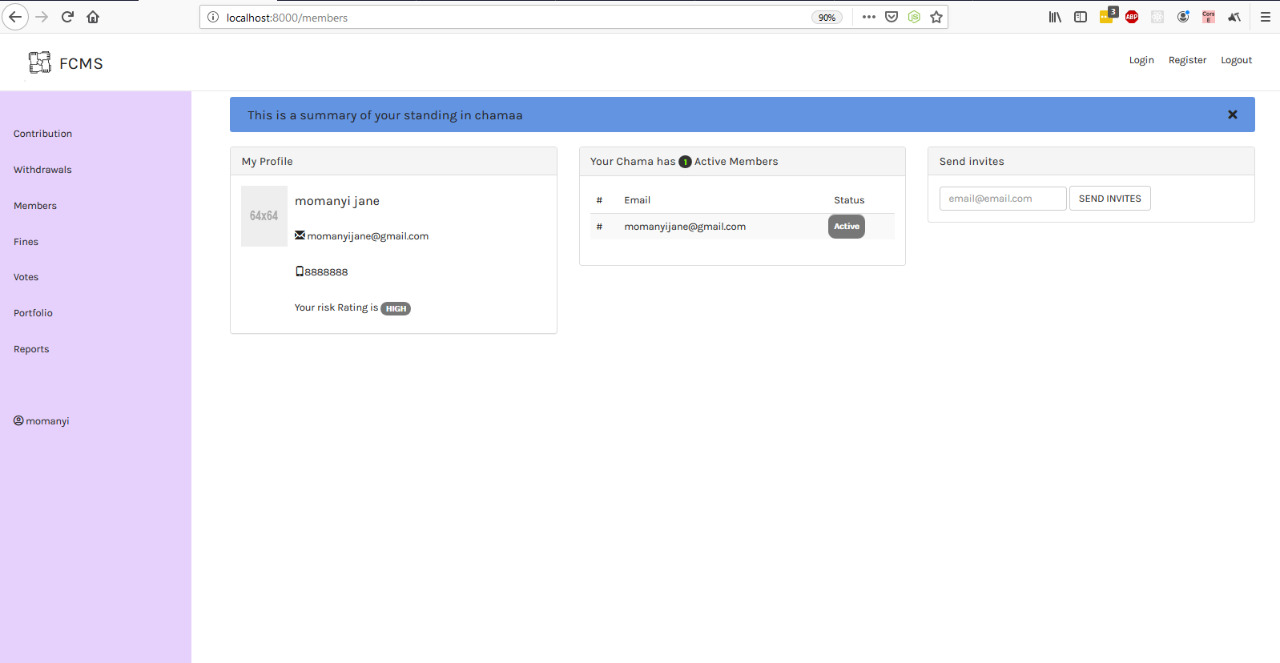 localhost:8000/members
90%
3
ABP
Cors
E
FCMS
Login Register Logout
Contribution
Withdrawals
Members
Fines
Votes
Portfolio
Reports
momanyi
This is a summary of your standing in chamaa
My Profile
64x64
momanyi jane
momanyijane@gmail.com
8888888
Your risk Rating is HIGH
Your Chama has 1 Active Members
# Email Status
# momanyijane@gmail.com Active
Send invites
email@email.com SEND INVITES